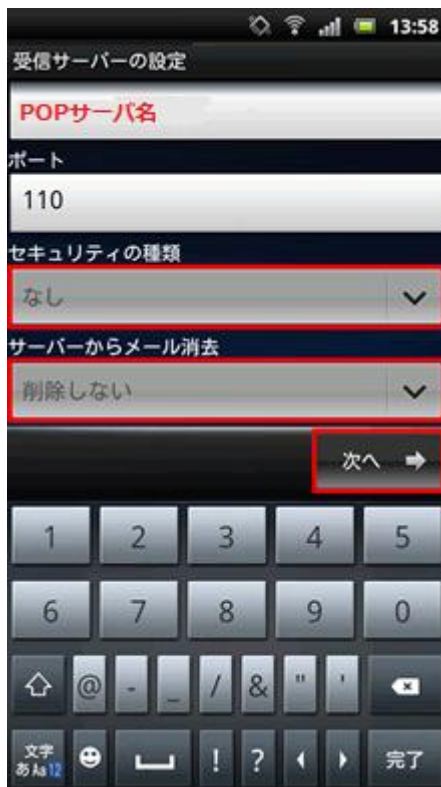 13:58
受信サーバーの設定
POPサーバ名
ポート
110
セキュリティの種類
なし
サーバーからメール消去
削除しない
次へ
1 2 3 4 5
6 7 8 9 0
@ - _ / & " '
文字
あAa12 ! ? 完了